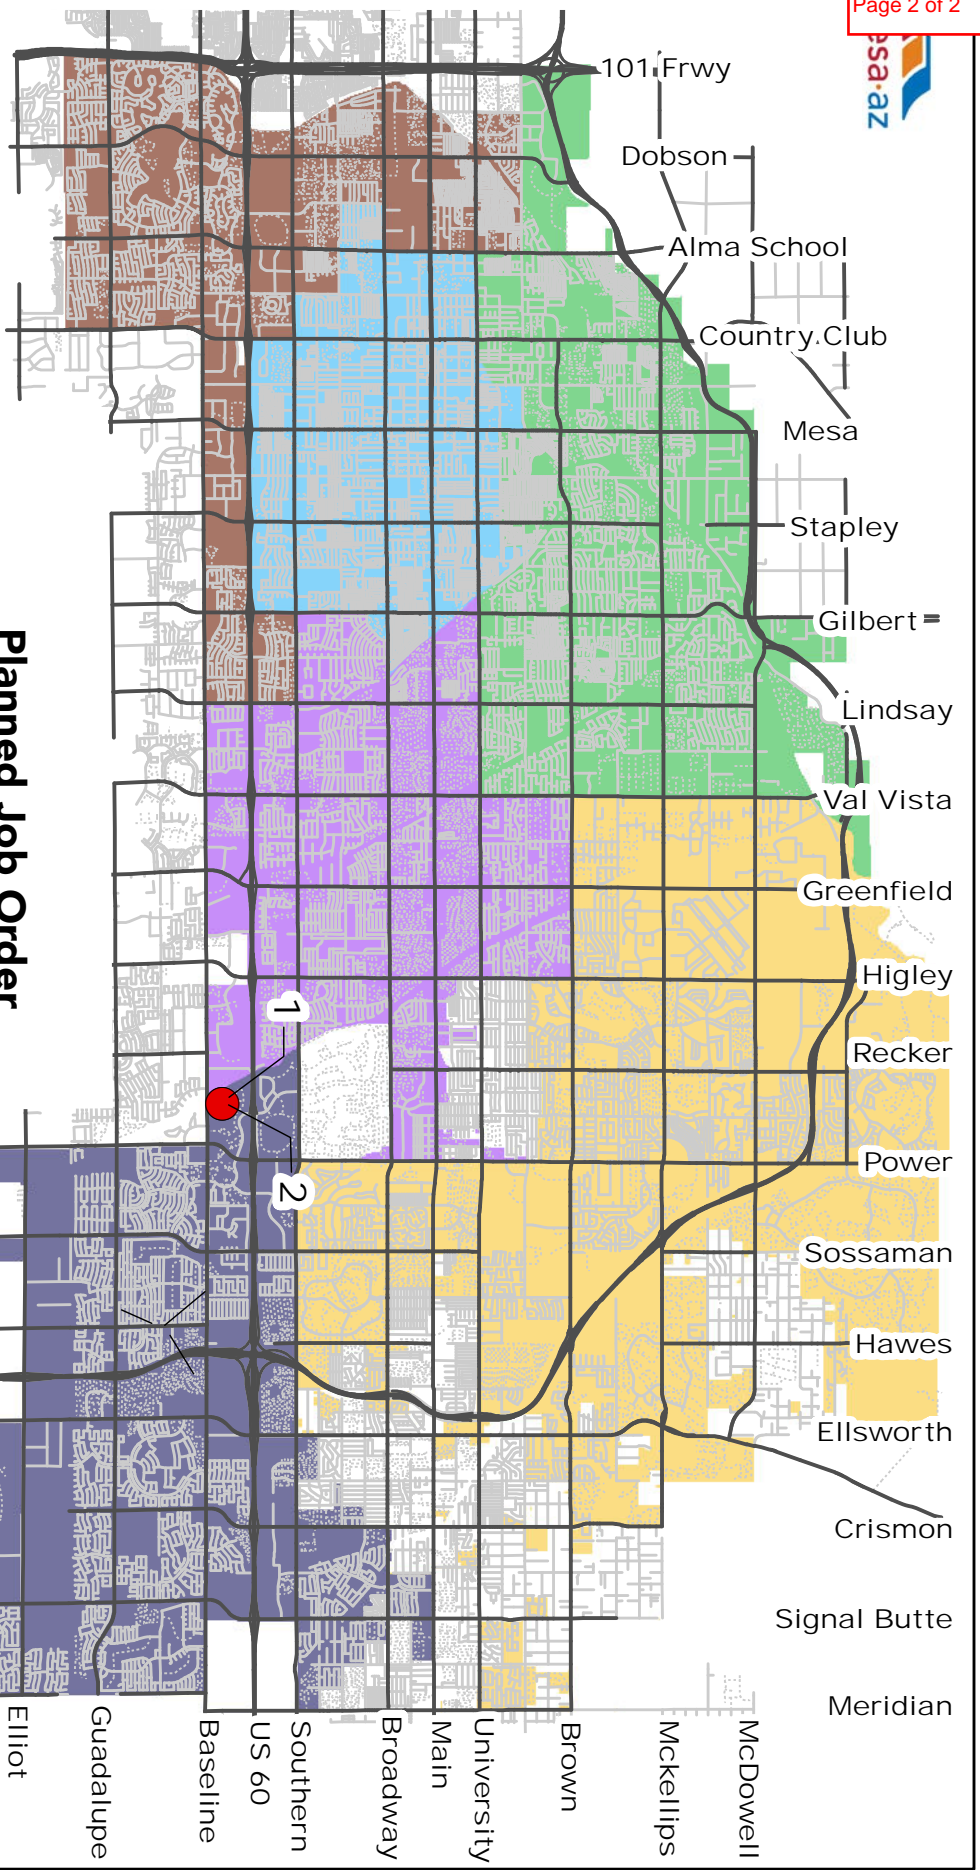 Page 2 of 2
esa·az
101 Frwy
Dobson
Alma School
Country Club
Mesa
Stapley
Gilbert
Lindsay
Val Vista
Greenfield
Higley
Recker
Power
Sossaman
Hawes
Ellsworth
Crismon
Signal Butte
Meridian
1
2
Planned Job Order
Elliot
Guadalupe
Baseline
US 60
Southern
Broadway
Main
University
Brown
Mckellips
McDowell